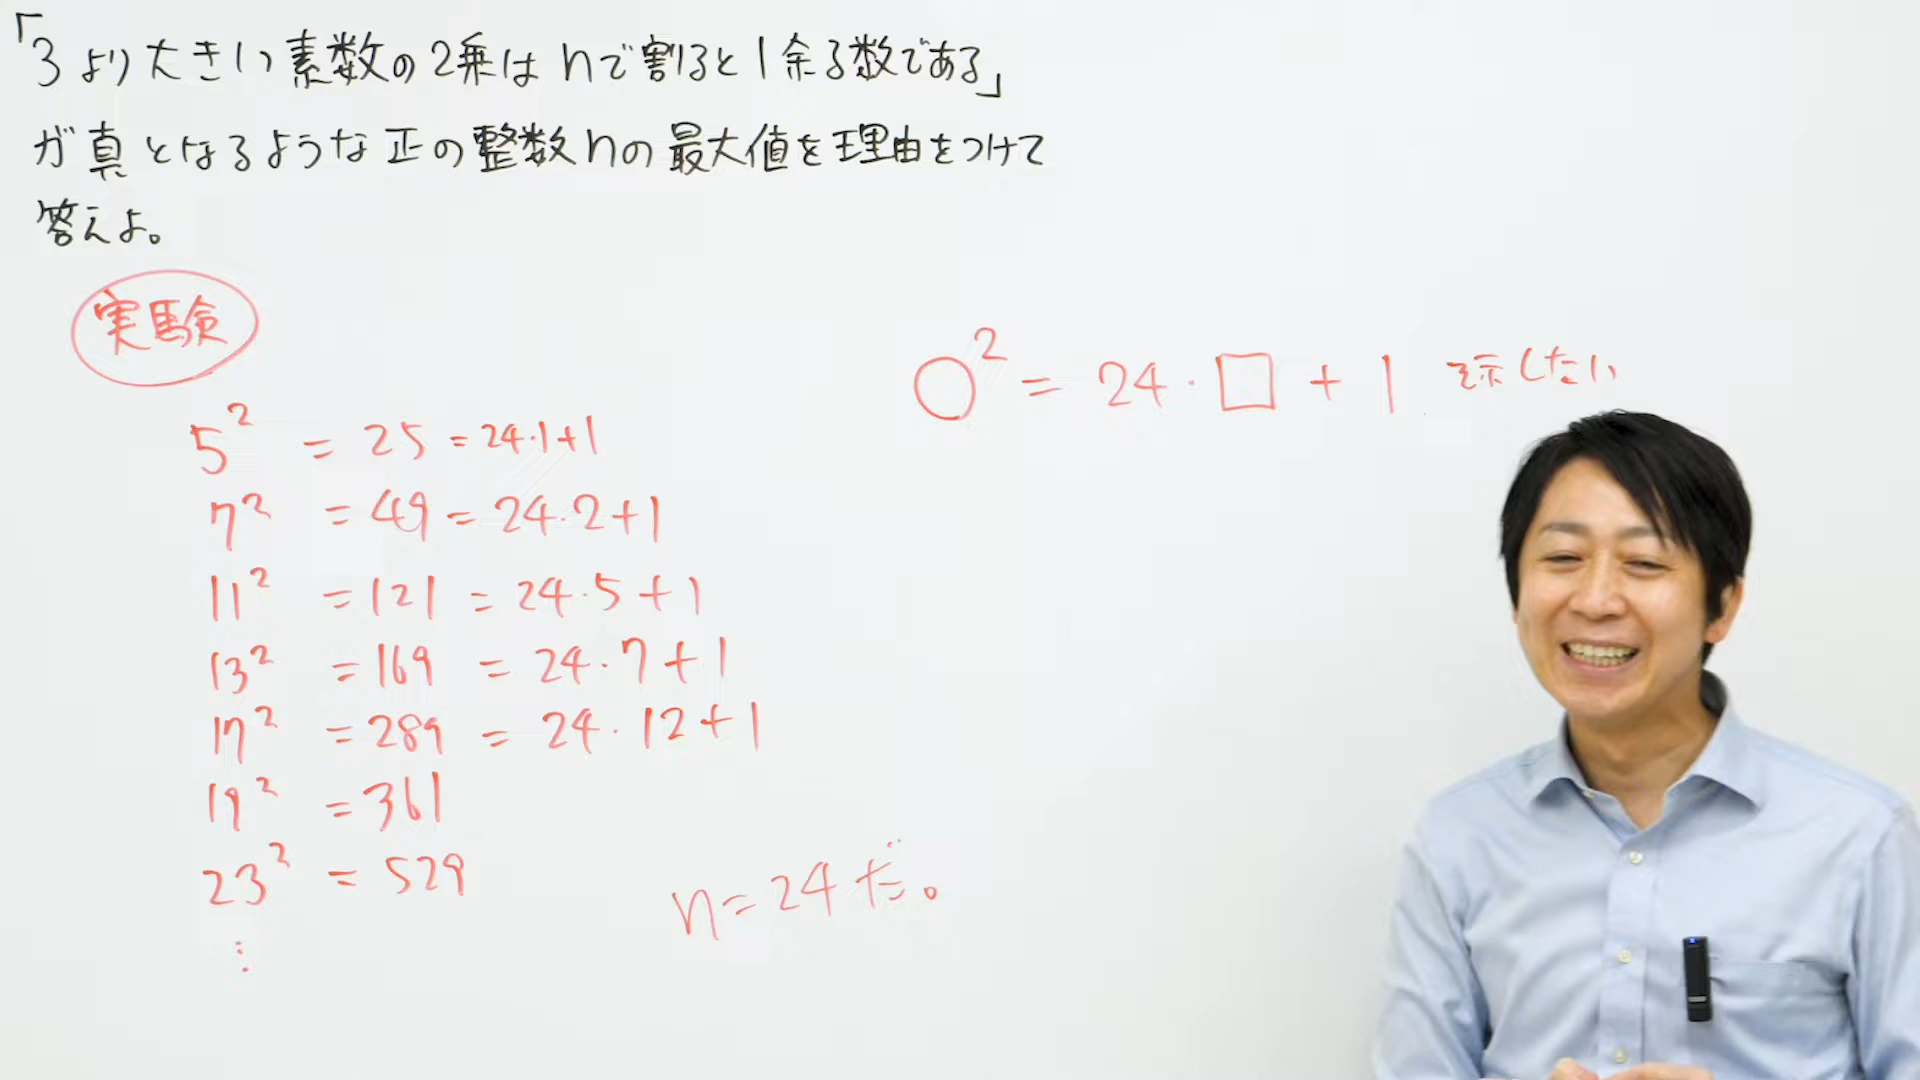 「3より大きい素数の2乗はnで割ると1余る数である」
が真となるような正の整数nの最大値を理由をつけて
答えよ。
実験
○² = 24・□ + 1 を示したい
5² = 25 = 24・1+1
7² = 49 = 24・2+1
11² = 121 = 24・5+1
13² = 169 = 24・7+1
17² = 289 = 24・12+1
19² = 361
23² = 529
⋮
n=24だ。